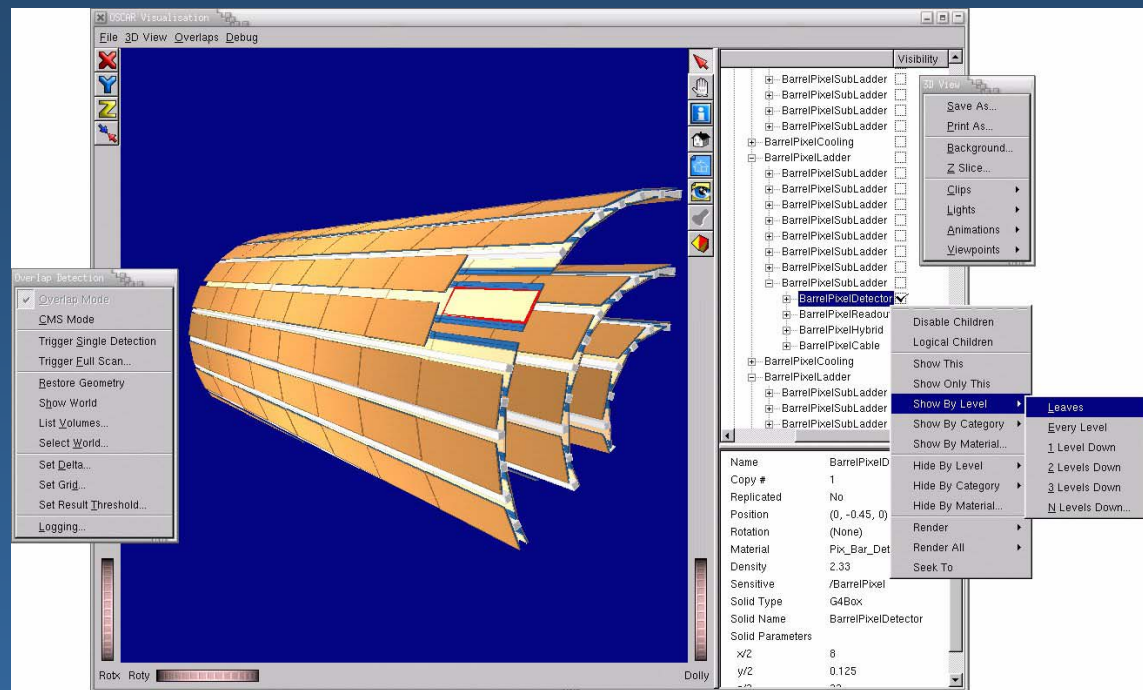 OSCAR Visualisation
File 3D View Overlaps Debug
X
Y
Z
Rotx Roty
Dolly
Visibility
BarrelPixelSubLadder
BarrelPixelSubLadder
BarrelPixelSubLadder
BarrelPixelSubLadder
BarrelPixelCooling
BarrelPixelLadder
BarrelPixelSubLadder
BarrelPixelSubLadder
BarrelPixelSubLadder
BarrelPixelSubLadder
BarrelPixelSubLadder
BarrelPixelSubLadder
BarrelPixelSubLadder
BarrelPixelSubLadder
BarrelPixelDetector
BarrelPixelReadout
BarrelPixelHybrid
BarrelPixelCable
BarrelPixelCooling
BarrelPixelLadder
BarrelPixelSubLadder
BarrelPixelSubLadder
BarrelPixelSubLadder
Name BarrelPixelD
Copy # 1
Replicated No
Position (0, -0.45, 0)
Rotation (None)
Material Pix_Bar_Det
Density 2.33
Sensitive /BarrelPixel
Solid Type G4Box
Solid Name BarrelPixelDetector
Solid Parameters
x/2 8
y/2 0.125
Overlap Detection
Overlap Mode
CMS Mode
Trigger Single Detection
Trigger Full Scan...
Restore Geometry
Show World
List Volumes...
Select World...
Set Delta...
Set Grid...
Set Result Threshold...
Logging...
3D View
Save As...
Print As...
Background...
Z Slice...
Clips
Lights
Animations
Viewpoints
Disable Children
Logical Children
Show This
Show Only This
Show By Level
Show By Category
Show By Material...
Hide By Level
Hide By Category
Hide By Material...
Render
Render All
Seek To
Leaves
Every Level
1 Level Down
2 Levels Down
3 Levels Down
N Levels Down...